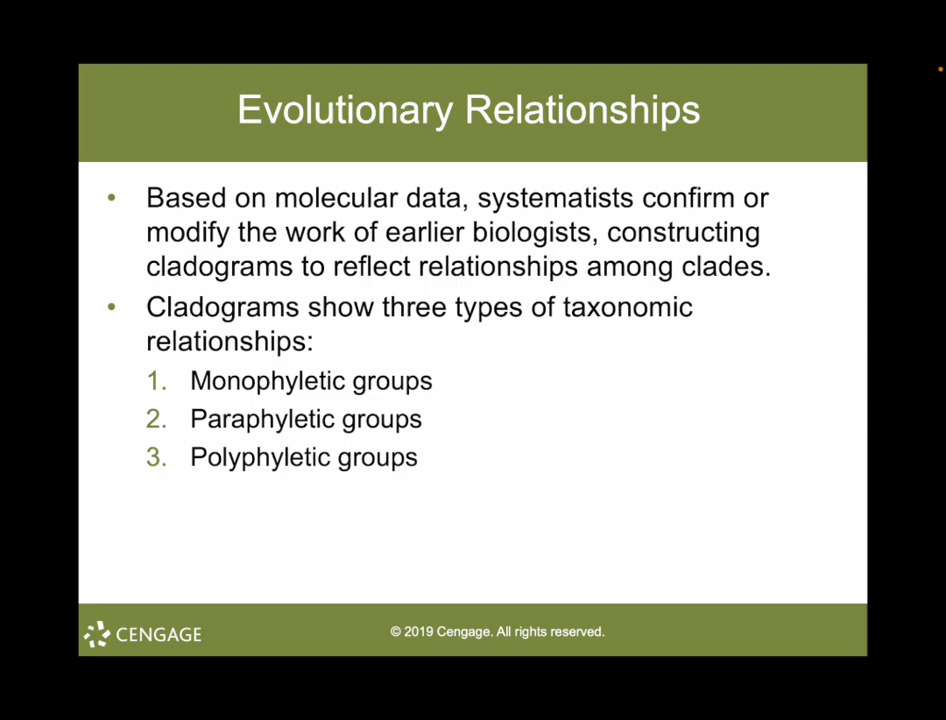 Evolutionary Relationships
• Based on molecular data, systematists confirm or
modify the work of earlier biologists, constructing
cladograms to reflect relationships among clades.
• Cladograms show three types of taxonomic
relationships:
1. Monophyletic groups
2. Paraphyletic groups
3. Polyphyletic groups
CENGAGE
© 2019 Cengage. All rights reserved.